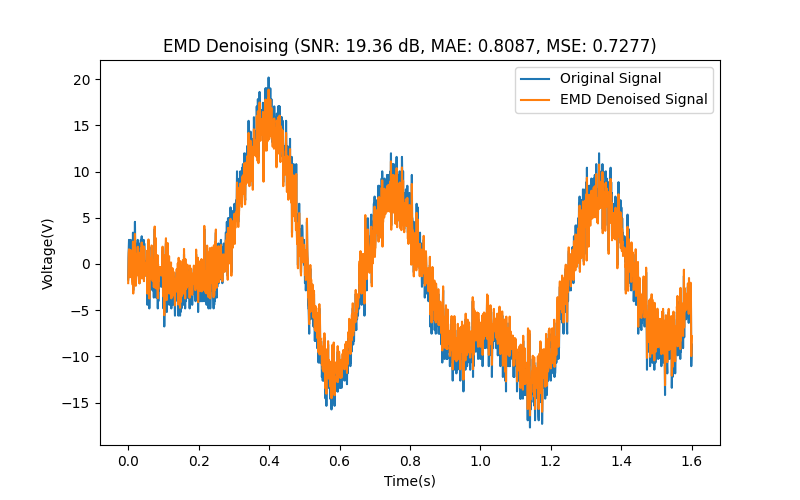 EMD Denoising (SNR: 19.36 dB, MAE: 0.8087, MSE: 0.7277)
Original Signal
EMD Denoised Signal
20
15
10
5
0
−5
−10
−15
Voltage(V)
0.0 0.2 0.4 0.6 0.8 1.0 1.2 1.4 1.6
Time(s)